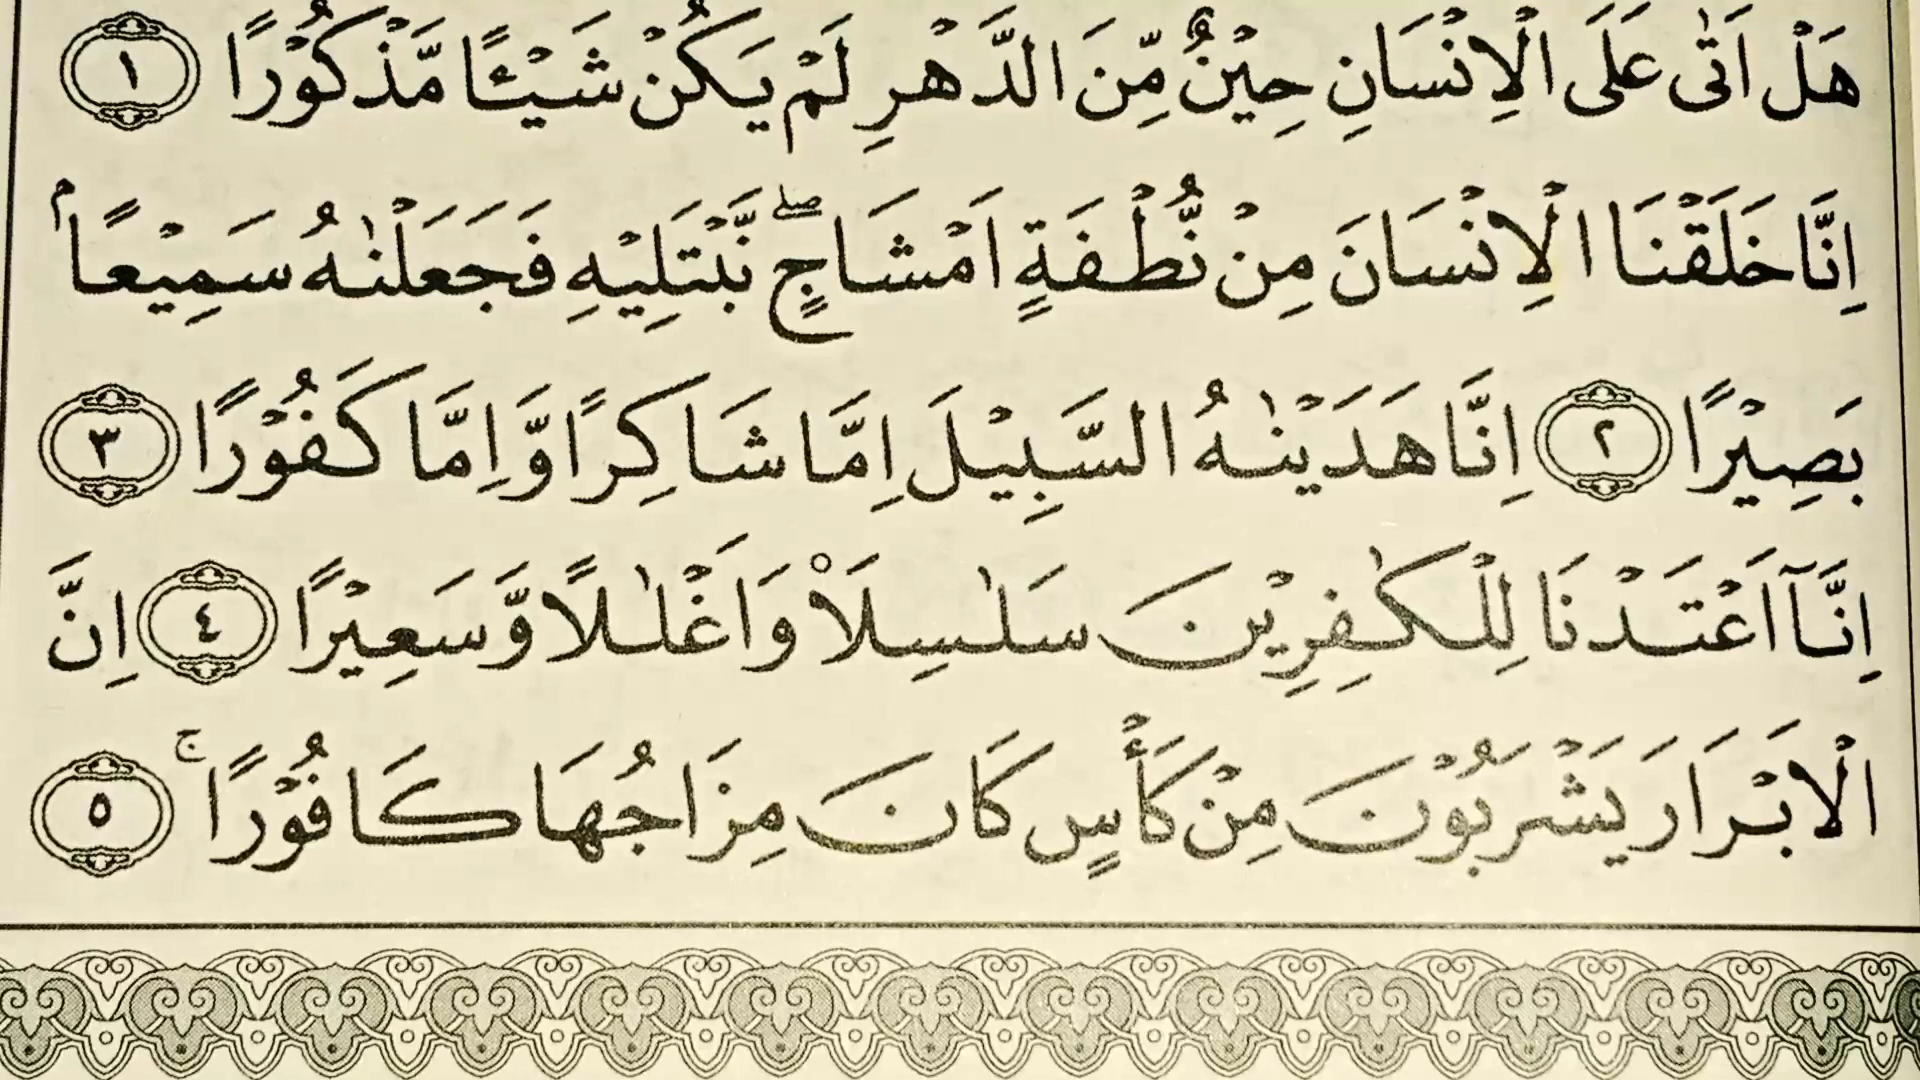 هَلْ اَتٰى عَلَى الْاِنْسَانِ حِيْنٌ مِّنَ الدَّهْرِ لَمْ يَكُنْ شَيْـًٔا مَّذْكُوْرًا ۝١
اِنَّا خَلَقْنَا الْاِنْسَانَ مِنْ نُّطْفَةٍ اَمْشَاجٍۖ نَّبْتَلِيْهِ فَجَعَلْنٰهُ سَمِيْعًاۢ
بَصِيْرًا ۝٢ اِنَّا هَدَيْنٰهُ السَّبِيْلَ اِمَّا شَاكِرًا وَّاِمَّا كَفُوْرًا ۝٣
اِنَّآ اَعْتَدْنَا لِلْكٰفِرِيْنَ سَلٰسِلَا۟ وَاَغْلٰلًا وَّسَعِيْرًا ۝٤ اِنَّ
الْاَبْرَارَ يَشْرَبُوْنَ مِنْ كَأْسٍ كَانَ مِزَاجُهَا كَافُوْرًاۚ ۝٥